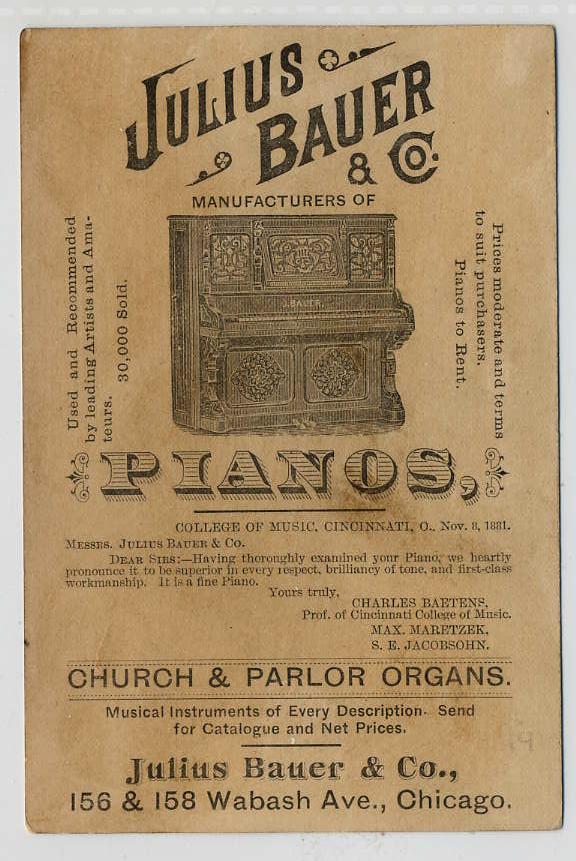 JULIUS
BAUER
& Co.
MANUFACTURERS OF
Used and Recommended
by leading Artists and Ama-
teurs. 30,000 Sold.
J. BAUER.
Prices moderate and terms
to suit purchasers.
Pianos to Rent.
PIANOS,
COLLEGE OF MUSIC, CINCINNATI, O., Nov. 8, 1881.
MESSRS. JULIUS BAUER & CO.
DEAR SIRS:—Having thoroughly examined your Piano, we heartly
pronounce it to be superior in every respect, brilliancy of tone, and first-class
workmanship. It is a fine Piano.
Yours truly,
CHARLES BAETENS,
Prof. of Cincinnati College of Music.
MAX. MARETZEK,
S. E. JACOBSOHN.
CHURCH & PARLOR ORGANS.
Musical Instruments of Every Description. Send
for Catalogue and Net Prices.
Julius Bauer & Co.,
156 & 158 Wabash Ave., Chicago.